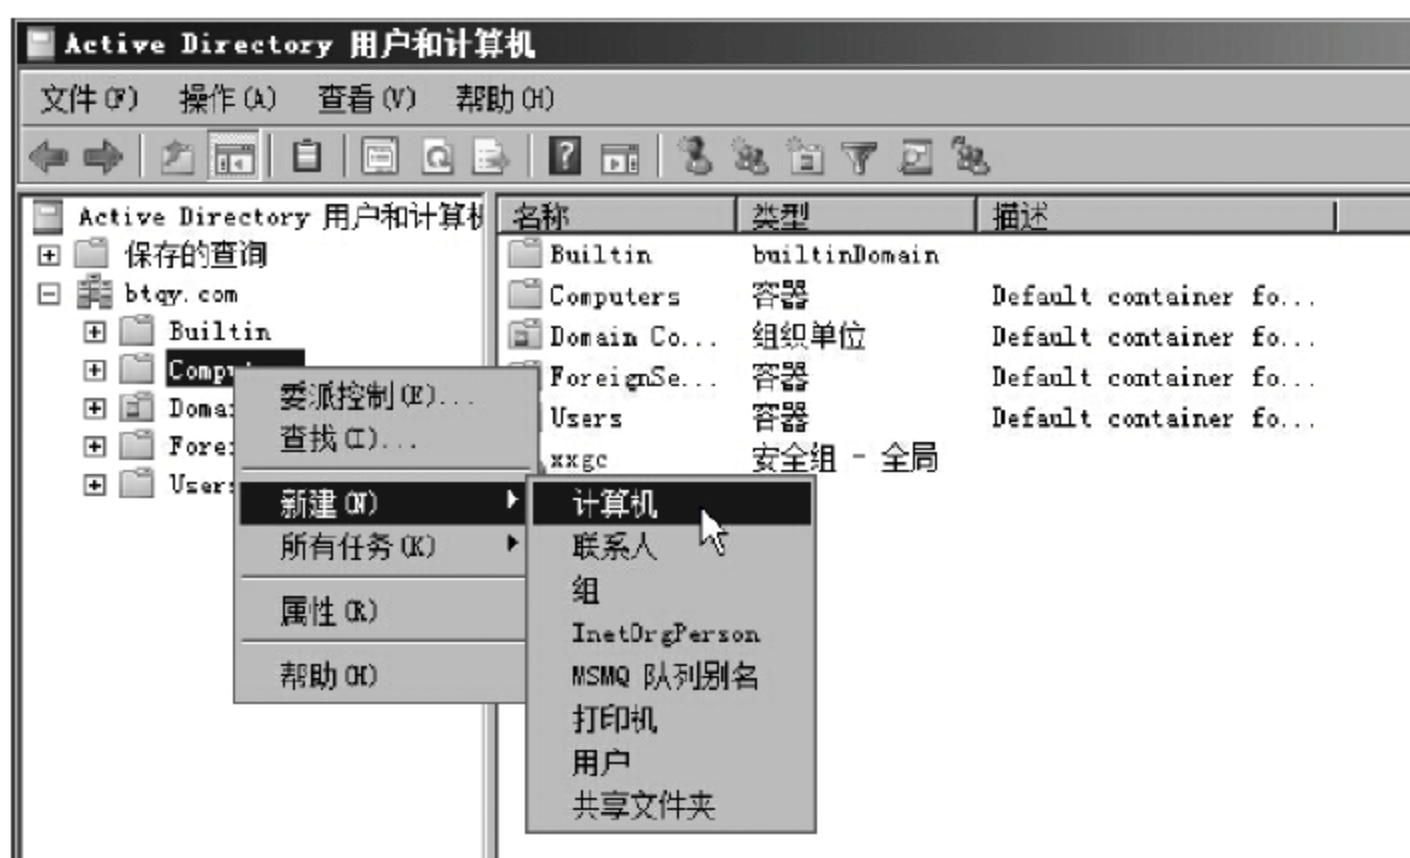 Active Directory 用户和计算机
文件(F) 操作(A) 查看(V) 帮助(H)
Active Directory 用户和计算机
保存的查询
btqy.com
Builtin
Compu
Domai
Forei
Users
名称 类型 描述
Builtin builtinDomain
Computers 容器 Default container fo...
Domain Co... 组织单位 Default container fo...
ForeignSe... 容器 Default container fo...
Users 容器 Default container fo...
xxgc 安全组 - 全局
委派控制(E)...
查找(I)...
新建(N)
所有任务(K)
属性(R)
帮助(H)
计算机
联系人
组
InetOrgPerson
MSMQ 队列别名
打印机
用户
共享文件夹